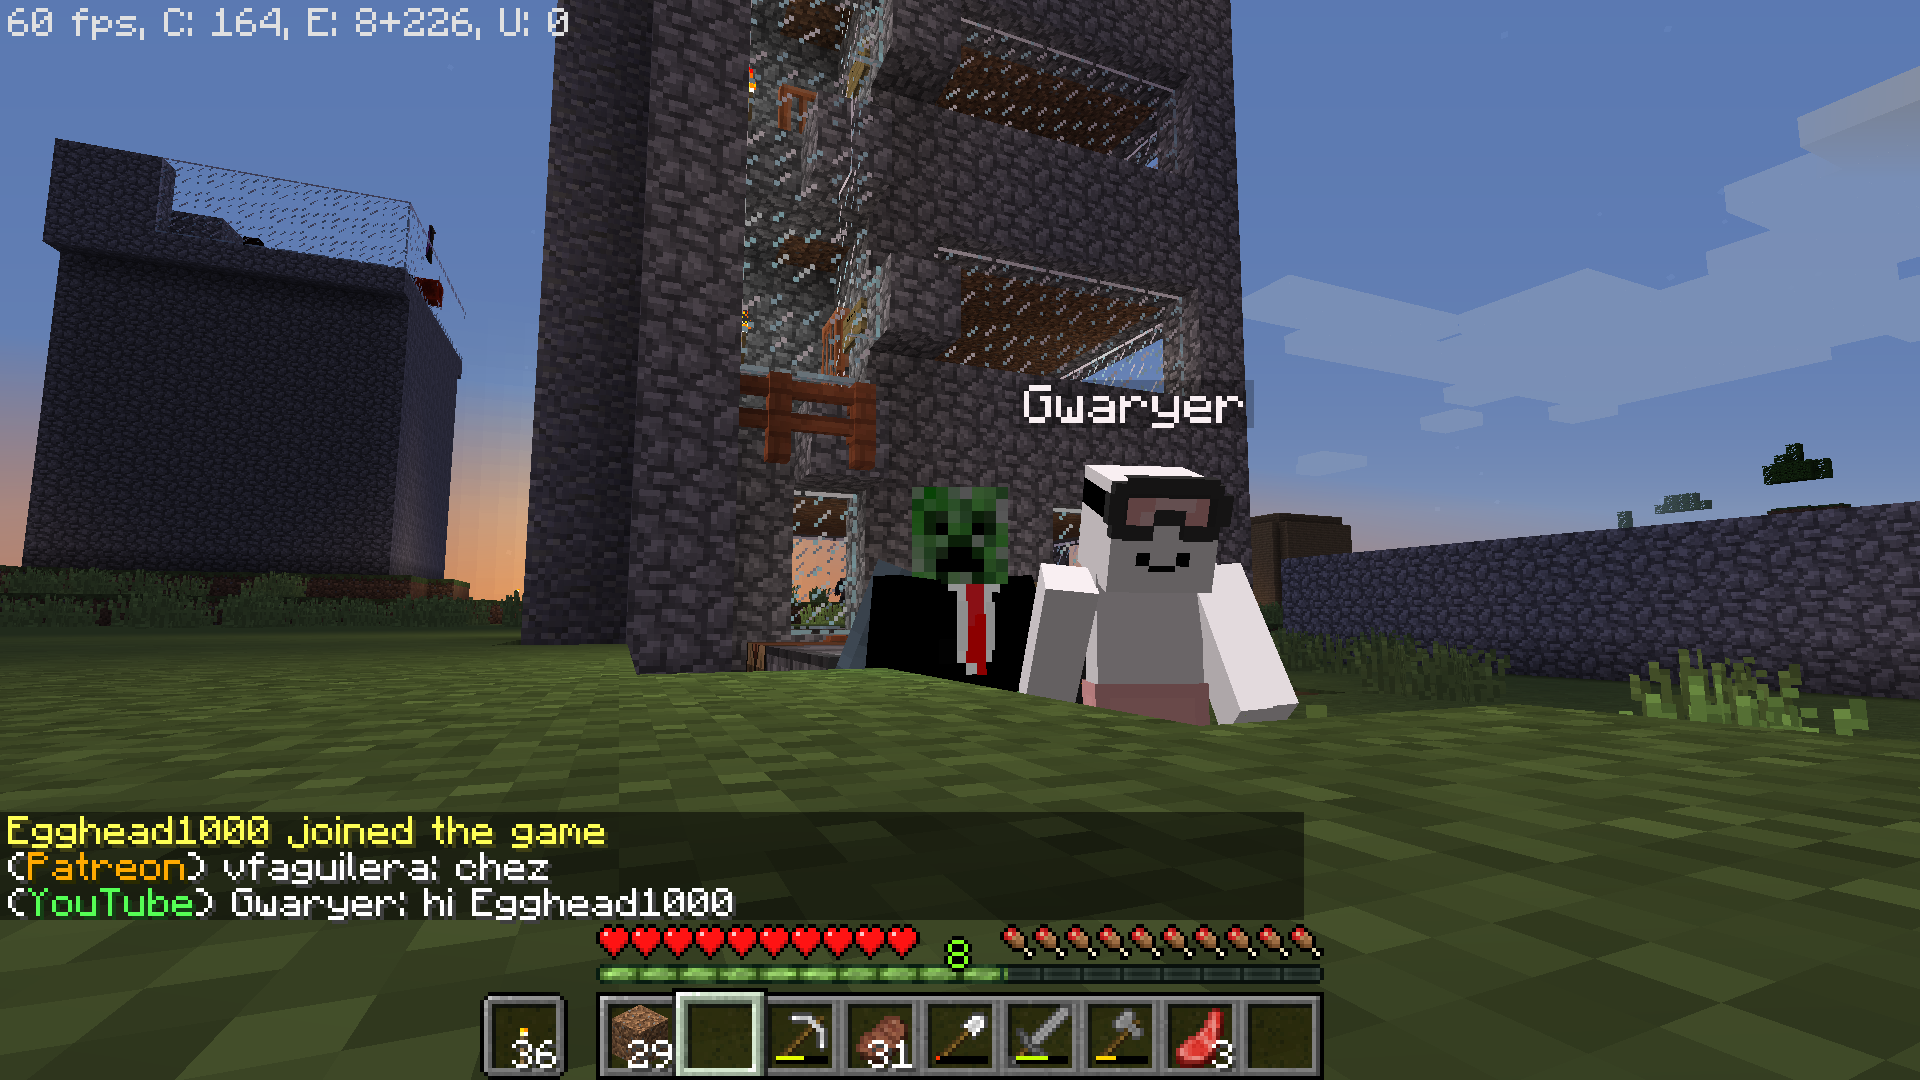 60 fps, C: 164, E: 8+226, U: 0
Gwaryer
Egghead1000 joined the game
(Patreon) vfaguilera: chez
(YouTube) Gwaryer: hi Egghead1000
8
36 29 31 3